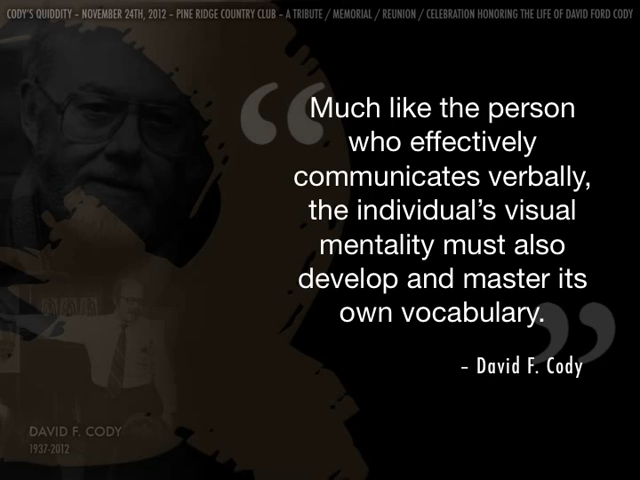 CODY'S QUIDDITY – NOVEMBER 24TH, 2012 – PINE RIDGE COUNTRY CLUB – A TRIBUTE / MEMORIAL / REUNION / CELEBRATION HONORING THE LIFE OF DAVID FORD CODY
“
Much like the person
who effectively
communicates verbally,
the individual’s visual
mentality must also
develop and master its
own vocabulary.
”
– David F. Cody
DAVID F. CODY
1937-2012